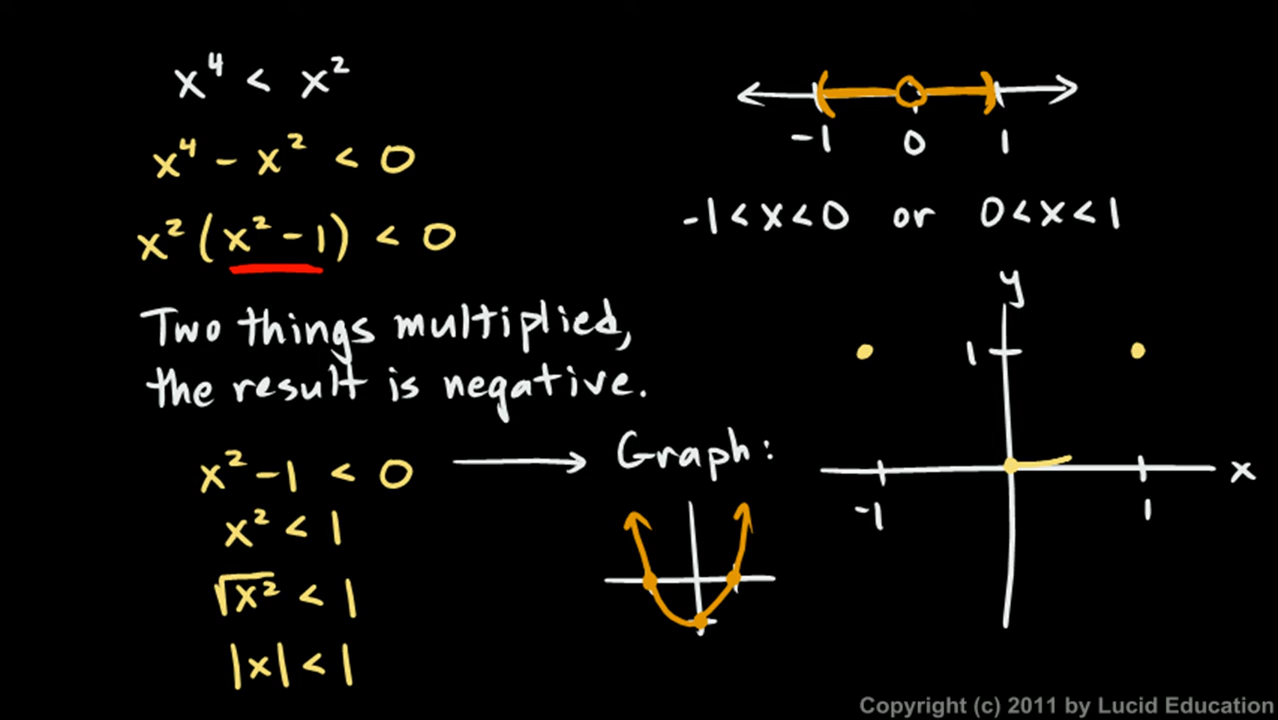 x⁴ < x²
x⁴ - x² < 0
x² (x² - 1) < 0
Two things multiplied,
the result is negative.
x² - 1 < 0
x² < 1
√x² < 1
|x| < 1
-1 0 1
-1 < x < 0 or 0 < x < 1
Graph:
y
1
x
-1 1
Copyright (c) 2011 by Lucid Education